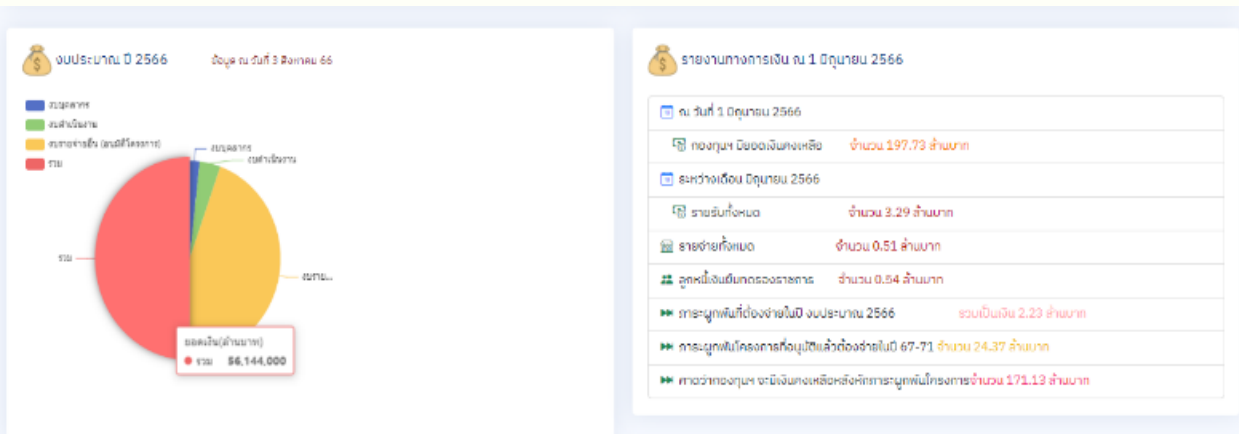 งบประมาณ ปี 2566 ข้อมูล ณ วันที่ 3 สิงหาคม 66
งบบุคลากร
งบดำเนินงาน
งบรายจ่ายอื่น (อนุมัติโครงการ)
รวม
งบบุคลากร
งบดำเนินงาน
รวม
งบราย...
ยอดเงิน(ล้านบาท)
รวม 56,144,000
รายงานทางการเงิน ณ 1 มิถุนายน 2566
ณ วันที่ 1 มิถุนายน 2566
กองทุนฯ มียอดเงินคงเหลือ จำนวน 197.73 ล้านบาท
ระหว่างเดือน มิถุนายน 2566
รายรับทั้งหมด จำนวน 3.29 ล้านบาท
รายจ่ายทั้งหมด จำนวน 0.51 ล้านบาท
ลูกหนี้เงินยืมทดรองราชการ จำนวน 0.54 ล้านบาท
ภาระผูกพันที่ต้องจ่ายในปี งบประมาณ 2566 รวมเป็นเงิน 2.23 ล้านบาท
ภาระผูกพันโครงการที่อนุมัติแล้วต้องจ่ายในปี 67-71 จำนวน 24.37 ล้านบาท
คาดว่ากองทุนฯ จะมีเงินคงเหลือหลังหักภาระผูกพันโครงการจำนวน 171.13 ล้านบาท